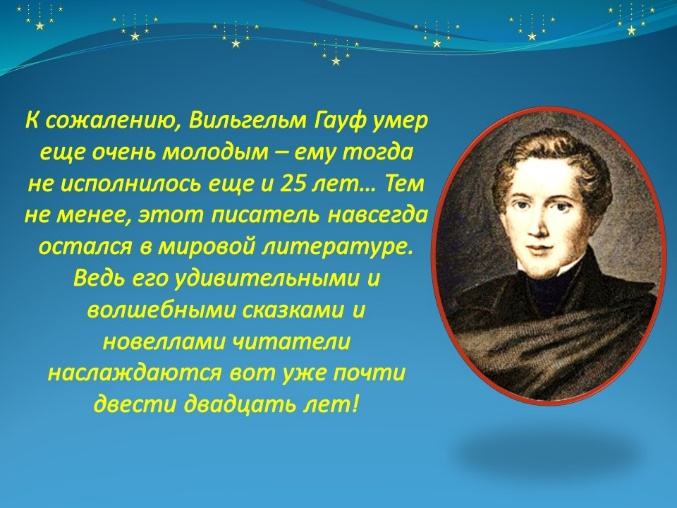 К сожалению, Вильгельм Гауф умер
еще очень молодым – ему тогда
не исполнилось еще и 25 лет... Тем
не менее, этот писатель навсегда
остался в мировой литературе.
Ведь его удивительными и
волшебными сказками и
новеллами читатели
наслаждаются вот уже почти
двести двадцать лет!